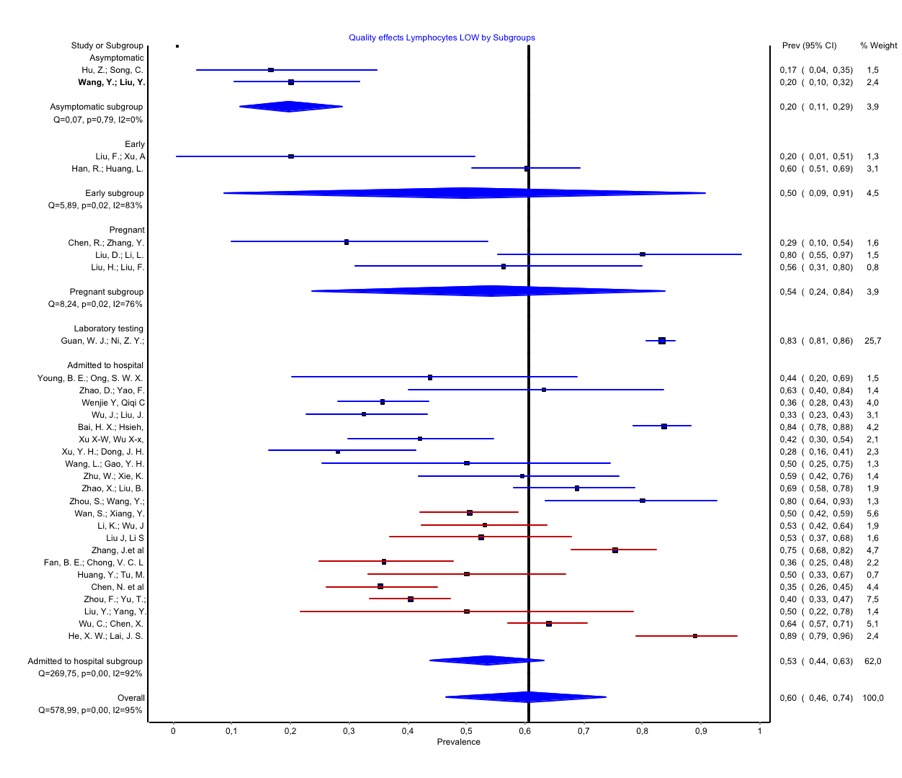 Quality effects Lymphocytes LOW by Subgroups
Study or Subgroup Prev (95% CI) % Weight
Asymptomatic
Hu, Z.; Song, C. 0,17 ( 0,04, 0,35) 1,5
Wang, Y.; Liu, Y. 0,20 ( 0,10, 0,32) 2,4
Asymptomatic subgroup 0,20 ( 0,11, 0,29) 3,9
Q=0,07, p=0,79, I2=0%
Early
Liu, F.; Xu, A 0,20 ( 0,01, 0,51) 1,3
Han, R.; Huang, L. 0,60 ( 0,51, 0,69) 3,1
Early subgroup 0,50 ( 0,09, 0,91) 4,5
Q=5,89, p=0,02, I2=83%
Pregnant
Chen, R.; Zhang, Y. 0,29 ( 0,10, 0,54) 1,6
Liu, D.; Li, L. 0,80 ( 0,55, 0,97) 1,5
Liu, H.; Liu, F. 0,56 ( 0,31, 0,80) 0,8
Pregnant subgroup 0,54 ( 0,24, 0,84) 3,9
Q=8,24, p=0,02, I2=76%
Laboratory testing
Guan, W. J.; Ni, Z. Y.; 0,83 ( 0,81, 0,86) 25,7
Admitted to hospital
Young, B. E.; Ong, S. W. X. 0,44 ( 0,20, 0,69) 1,5
Zhao, D.; Yao, F. 0,63 ( 0,40, 0,84) 1,4
Wenjie Y, Qiqi C 0,36 ( 0,28, 0,43) 4,0
Wu, J.; Liu, J. 0,33 ( 0,23, 0,43) 3,1
Bai, H. X.; Hsieh, 0,84 ( 0,78, 0,88) 4,2
Xu X-W, Wu X-x, 0,42 ( 0,30, 0,54) 2,1
Xu, Y. H.; Dong, J. H. 0,28 ( 0,16, 0,41) 2,3
Wang, L.; Gao, Y. H. 0,50 ( 0,25, 0,75) 1,3
Zhu, W.; Xie, K. 0,59 ( 0,42, 0,76) 1,4
Zhao, X.; Liu, B. 0,69 ( 0,58, 0,78) 1,9
Zhou, S.; Wang, Y.; 0,80 ( 0,64, 0,93) 1,3
Wan, S.; Xiang, Y. 0,50 ( 0,42, 0,59) 5,6
Li, K.; Wu, J 0,53 ( 0,42, 0,64) 1,9
Liu J, Li S 0,53 ( 0,37, 0,68) 1,6
Zhang, J.et al 0,75 ( 0,68, 0,82) 4,7
Fan, B. E.; Chong, V. C. L 0,36 ( 0,25, 0,48) 2,2
Huang, Y.; Tu, M. 0,50 ( 0,33, 0,67) 0,7
Chen, N. et al 0,35 ( 0,26, 0,45) 4,4
Zhou, F.; Yu, T.; 0,40 ( 0,33, 0,47) 7,5
Liu, Y.; Yang, Y. 0,50 ( 0,22, 0,78) 1,4
Wu, C.; Chen, X. 0,64 ( 0,57, 0,71) 5,1
He, X. W.; Lai, J. S. 0,89 ( 0,79, 0,96) 2,4
Admitted to hospital subgroup 0,53 ( 0,44, 0,63) 62,0
Q=269,75, p=0,00, I2=92%
Overall 0,60 ( 0,46, 0,74) 100,0
Q=578,99, p=0,00, I2=95%
0 0,1 0,2 0,3 0,4 0,5 0,6 0,7 0,8 0,9 1
Prevalence